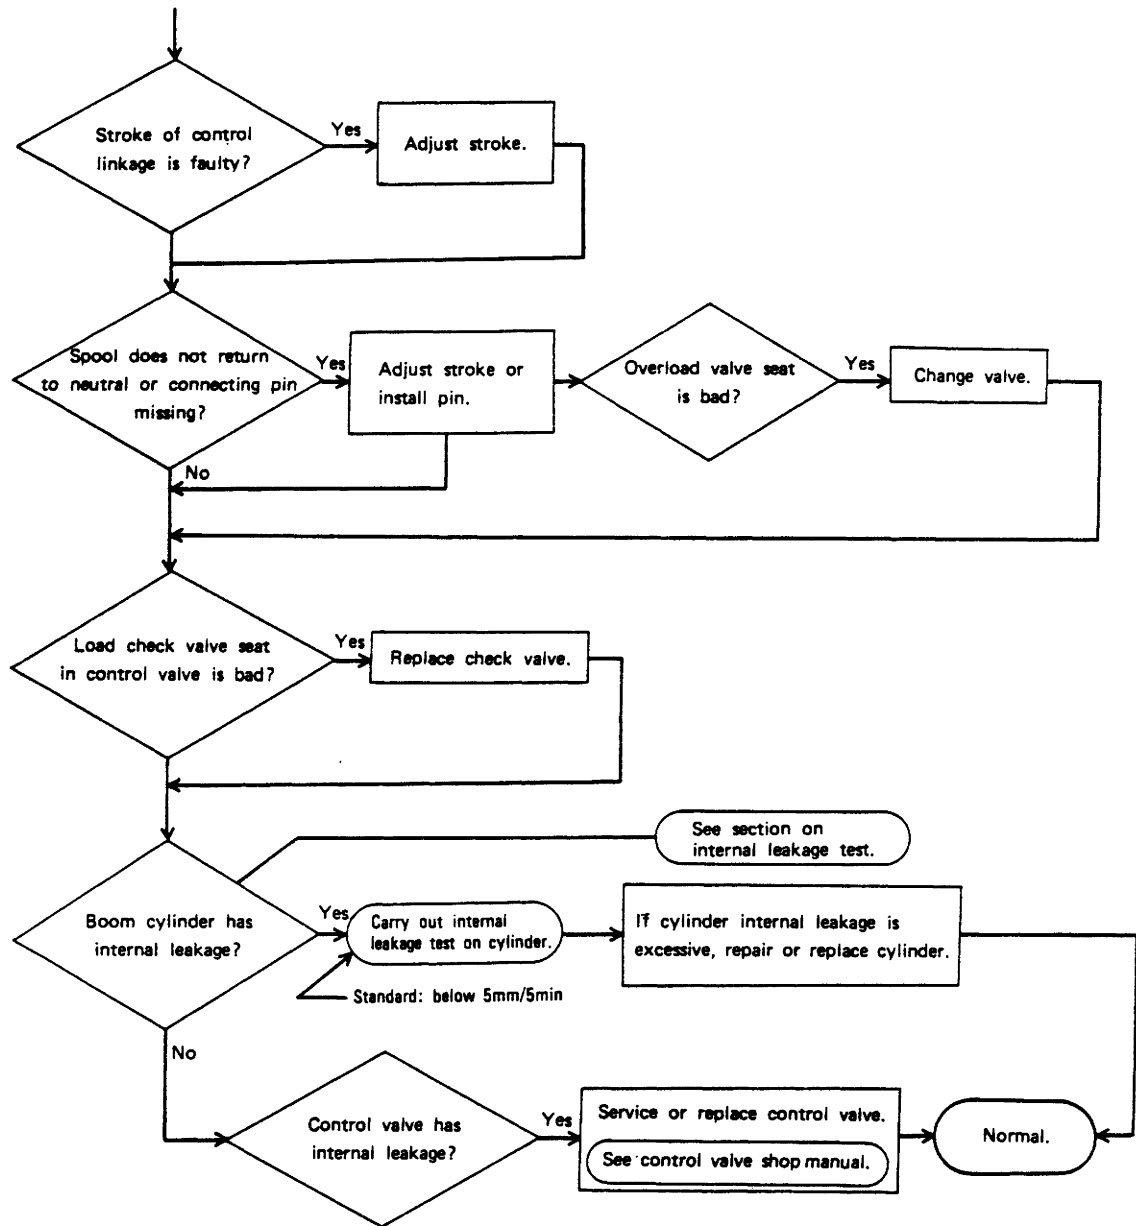 Stroke of control
linkage is faulty?
Yes
Adjust stroke.
Spool does not return
to neutral or connecting pin
missing?
Yes
Adjust stroke or
install pin.
Overload valve seat
is bad?
Yes
Change valve.
No
Load check valve seat
in control valve is bad?
Yes
Replace check valve.
See section on
internal leakage test.
Boom cylinder has
internal leakage?
Yes
Carry out internal
leakage test on cylinder.
If cylinder internal leakage is
excessive, repair or replace cylinder.
Standard: below 5mm/5min
No
Control valve has
internal leakage?
Yes
Service or replace control valve.
See control valve shop manual.
Normal.